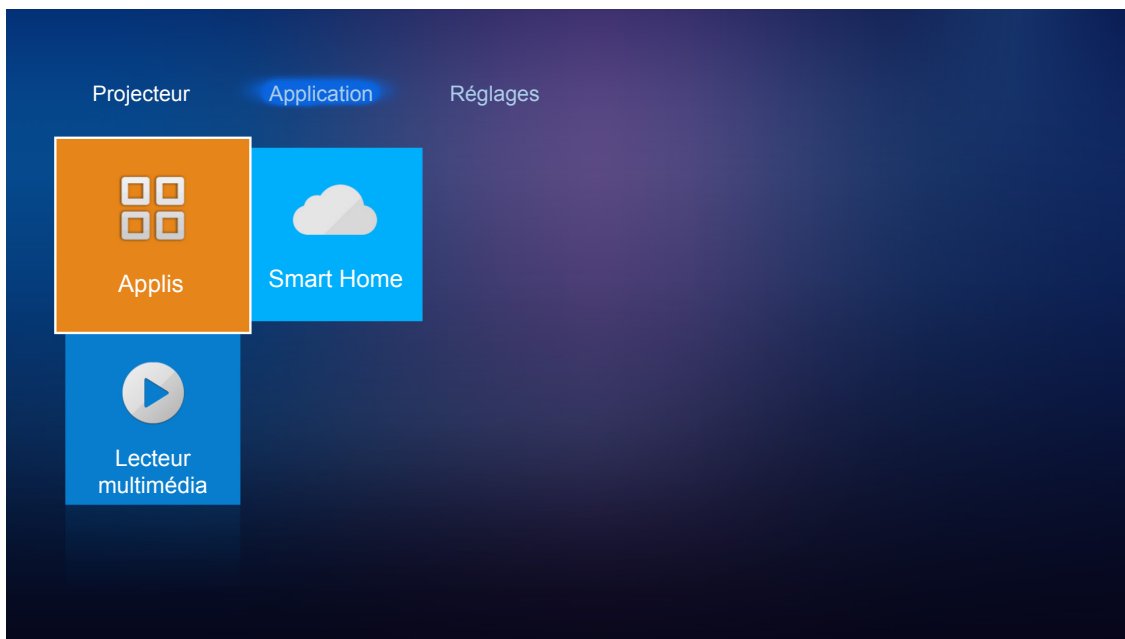 Projecteur
Application
Réglages
Applis
Smart Home
Lecteur
multimédia